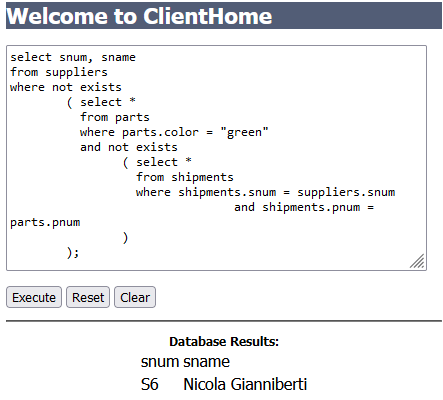 Welcome to ClientHome
select snum, sname
from suppliers
where not exists
( select *
from parts
where parts.color = "green"
and not exists
( select *
from shipments
where shipments.snum = suppliers.snum
and shipments.pnum =
parts.pnum
)
);
Execute Reset Clear
Database Results:
snum sname
S6 Nicola Gianniberti